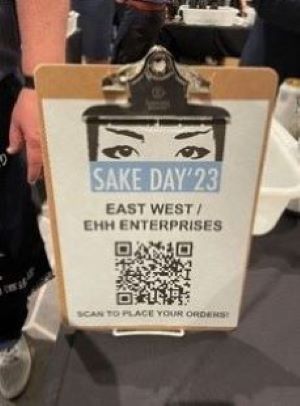 SAKE DAY'23
EAST WEST /
EHH ENTERPRISES
SCAN TO PLACE YOUR ORDERS!